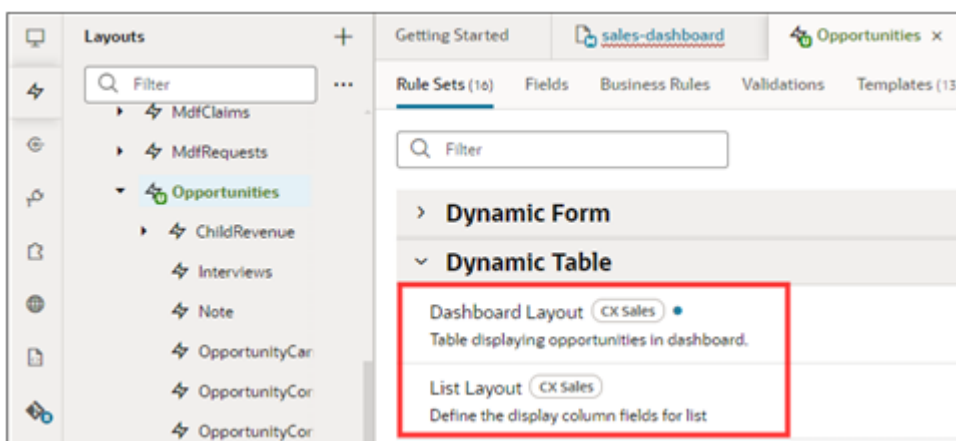 Layouts
Getting Started
sales-dashboard
Opportunities
Filter
Rule Sets (16)
Fields
Business Rules
Validations
Templates (13
MdfClaims
MdfRequests
Opportunities
ChildRevenue
Interviews
Note
OpportunityCar
OpportunityCor
OpportunityCor
Filter
Dynamic Form
Dynamic Table
Dashboard Layout CX Sales
Table displaying opportunities in dashboard.
List Layout CX Sales
Define the display column fields for list